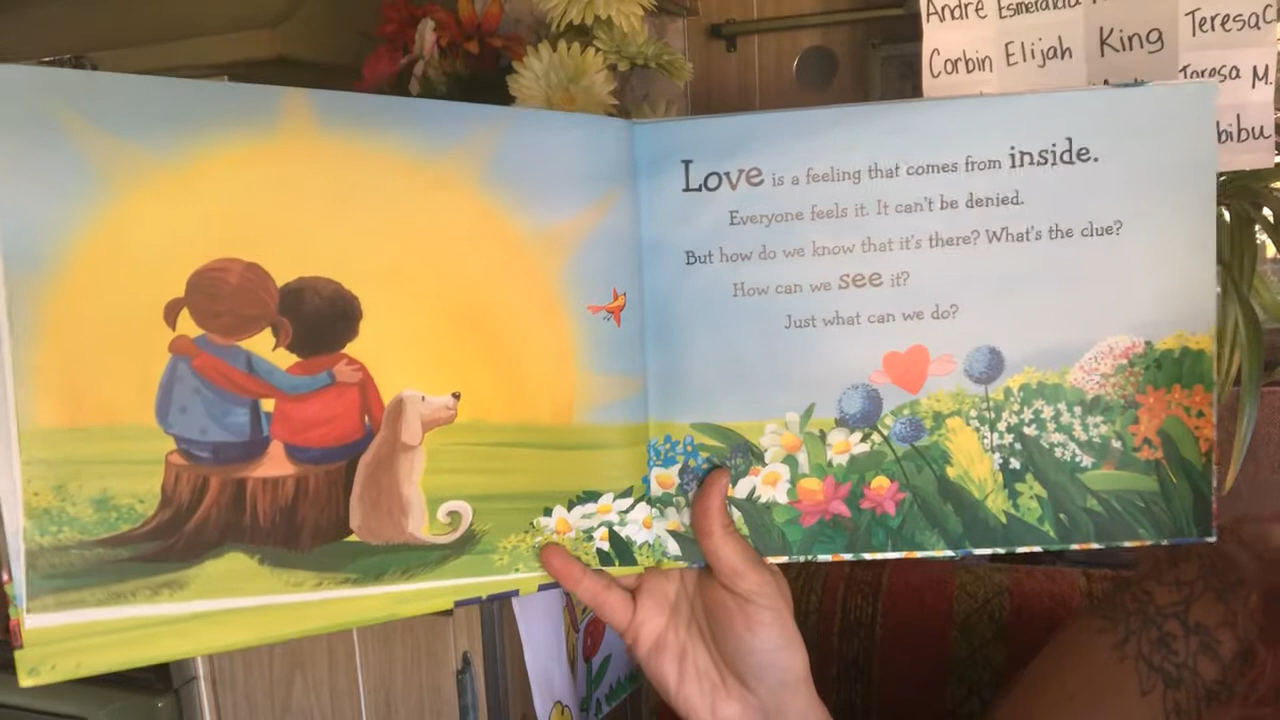 Andre Esmeralda
Corbin Elijah King Teresa C
Teresa M.
bibu
Love is a feeling that comes from inside.
Everyone feels it. It can't be denied.
But how do we know that it's there? What's the clue?
How can we see it?
Just what can we do?